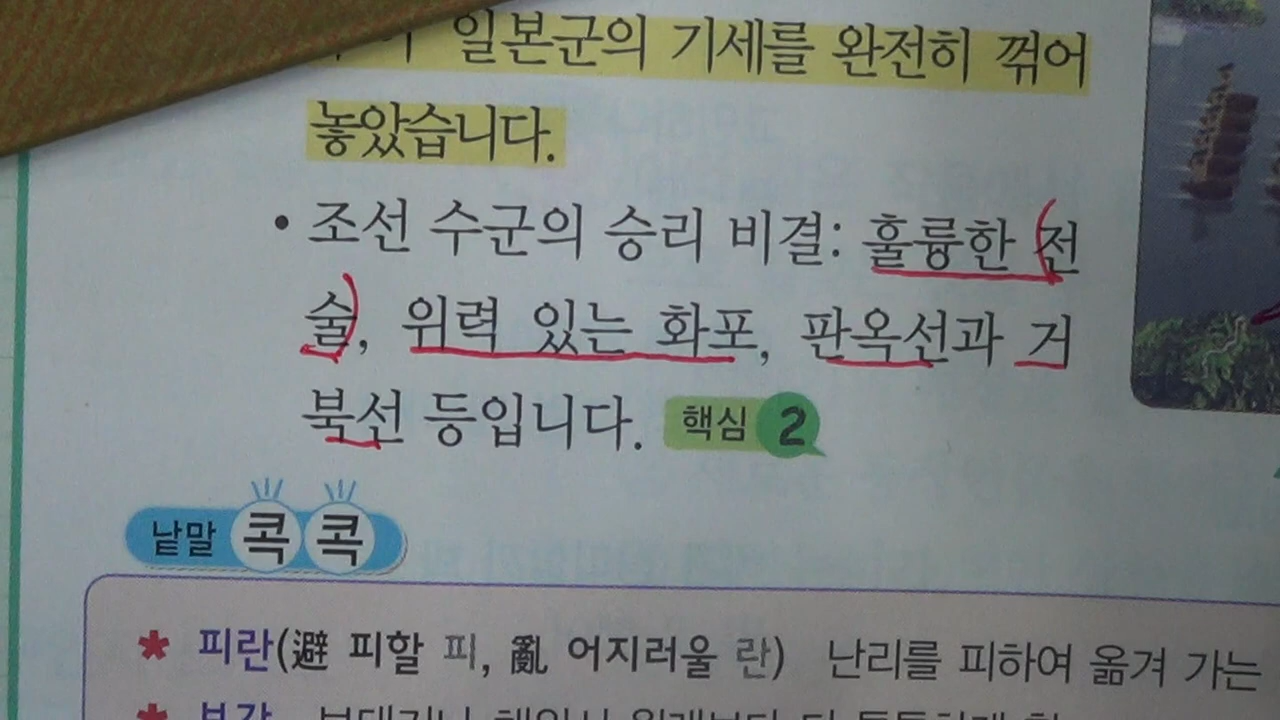 일본군의 기세를 완전히 꺾어
놓았습니다.
• 조선 수군의 승리 비결: 훌륭한 전
술, 위력 있는 화포, 판옥선과 거
북선 등입니다. 핵심 2
낱말 콕콕
* 피란(避 피할 피, 亂 어지러울 란) 난리를 피하여 옮겨 가는